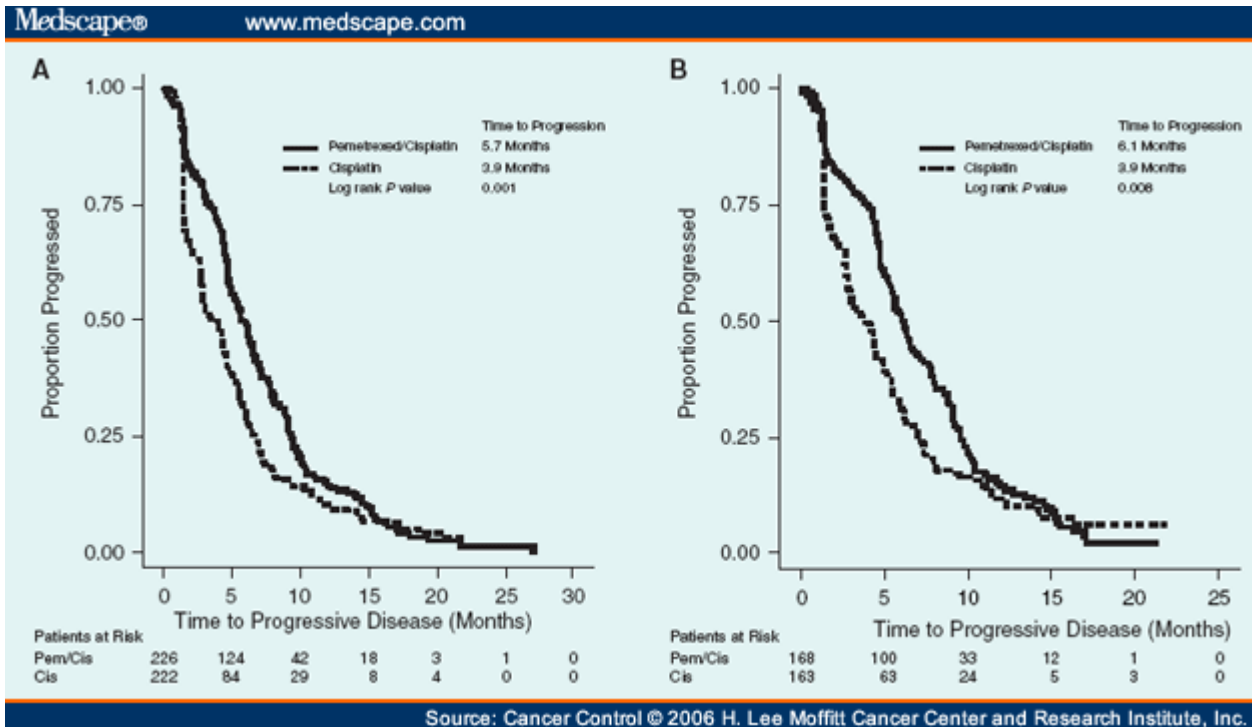 Medscape® www.medscape.com
A
Time to Progression
Pemetrexed/Cisplatin 5.7 Months
Cisplatin 3.9 Months
Log rank P value 0.001
Proportion Progressed
1.00
0.75
0.50
0.25
0.00
0 5 10 15 20 25 30
Time to Progressive Disease (Months)
Patients at Risk
Pem/Cis 226 124 42 18 3 1 0
Cis 222 84 29 8 4 0 0
B
Time to Progression
Pemetrexed/Cisplatin 6.1 Months
Cisplatin 3.9 Months
Log rank P value 0.008
Proportion Progressed
1.00
0.75
0.50
0.25
0.00
0 5 10 15 20 25
Time to Progressive Disease (Months)
Patients at Risk
Pem/Cis 168 100 33 12 1 0
Cis 163 63 24 5 3 0
Source: Cancer Control © 2006 H. Lee Moffitt Cancer Center and Research Institute, Inc.